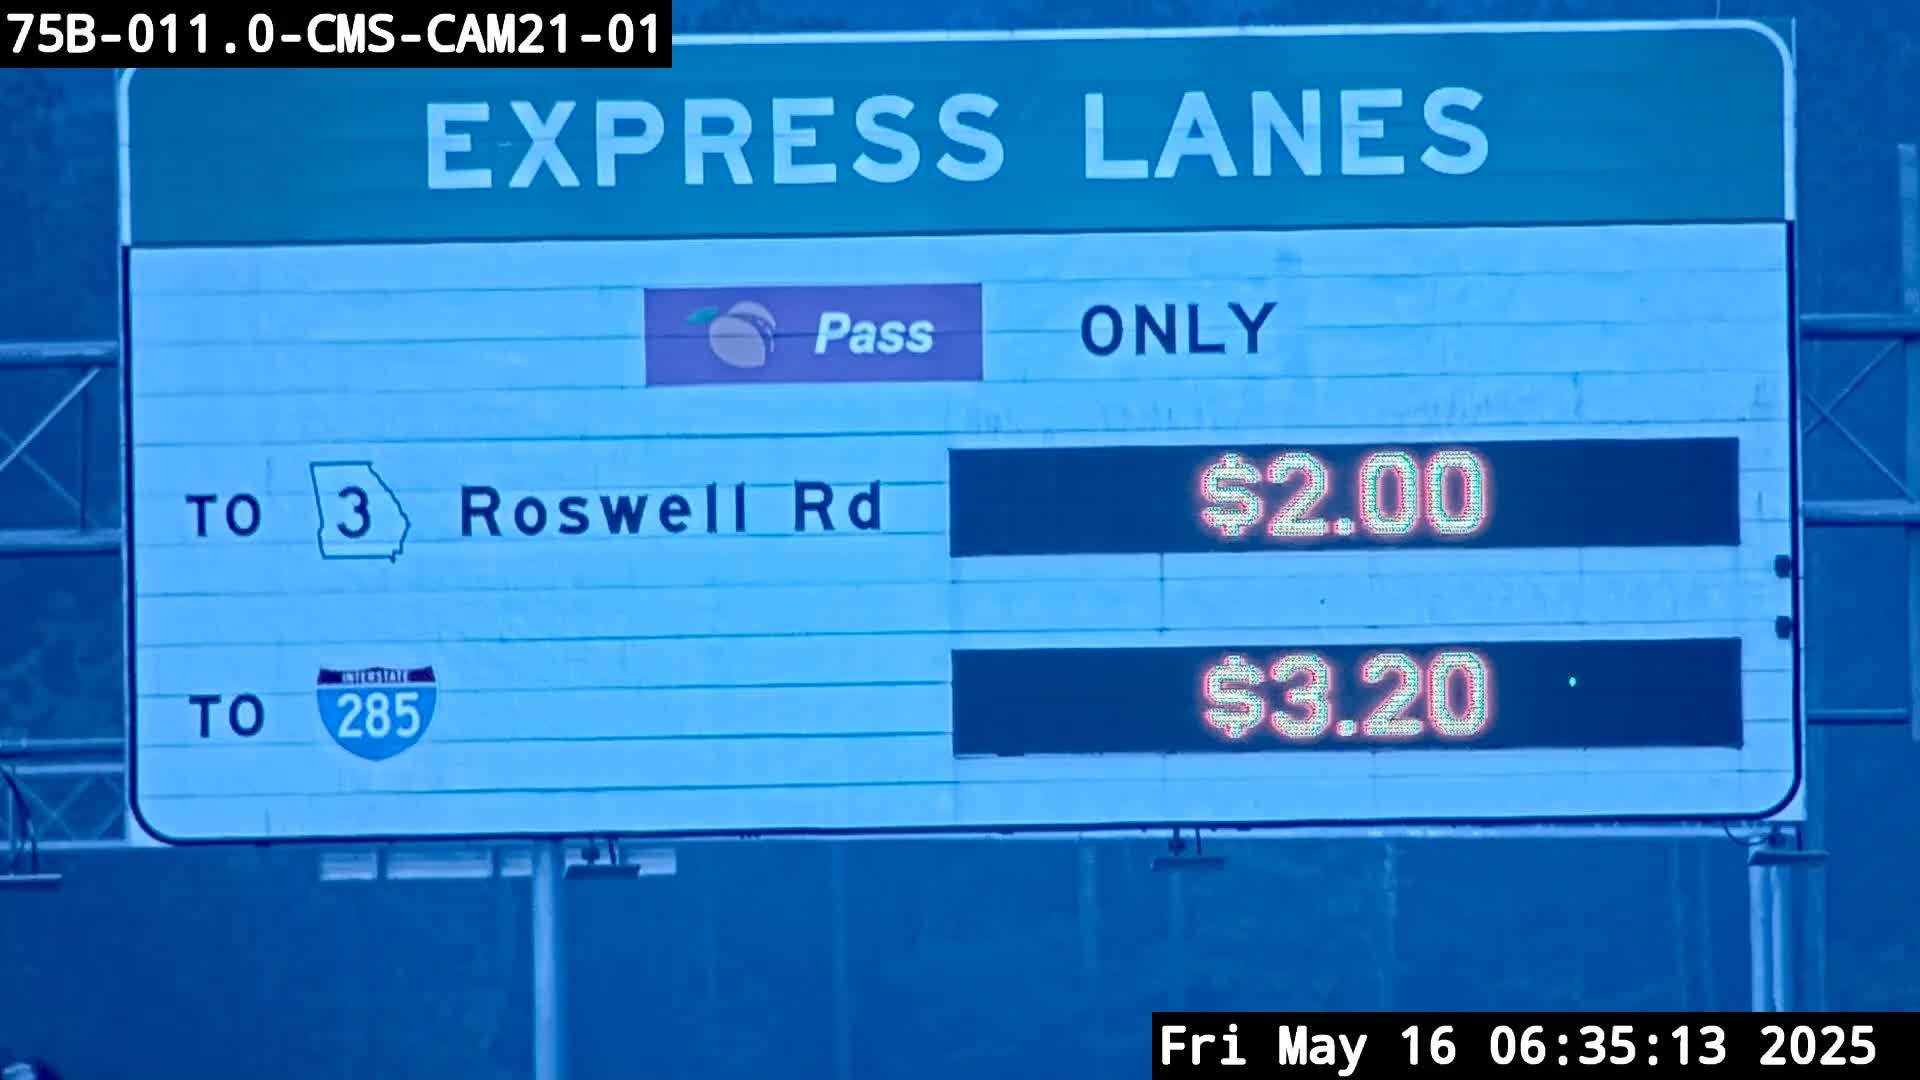 75B-011.0-CMS-CAM21-01
EXPRESS LANES
Pass ONLY
TO 3 Roswell Rd $2.00
INTERSTATE
TO 285 $3.20
Fri May 16 06:35:13 2025